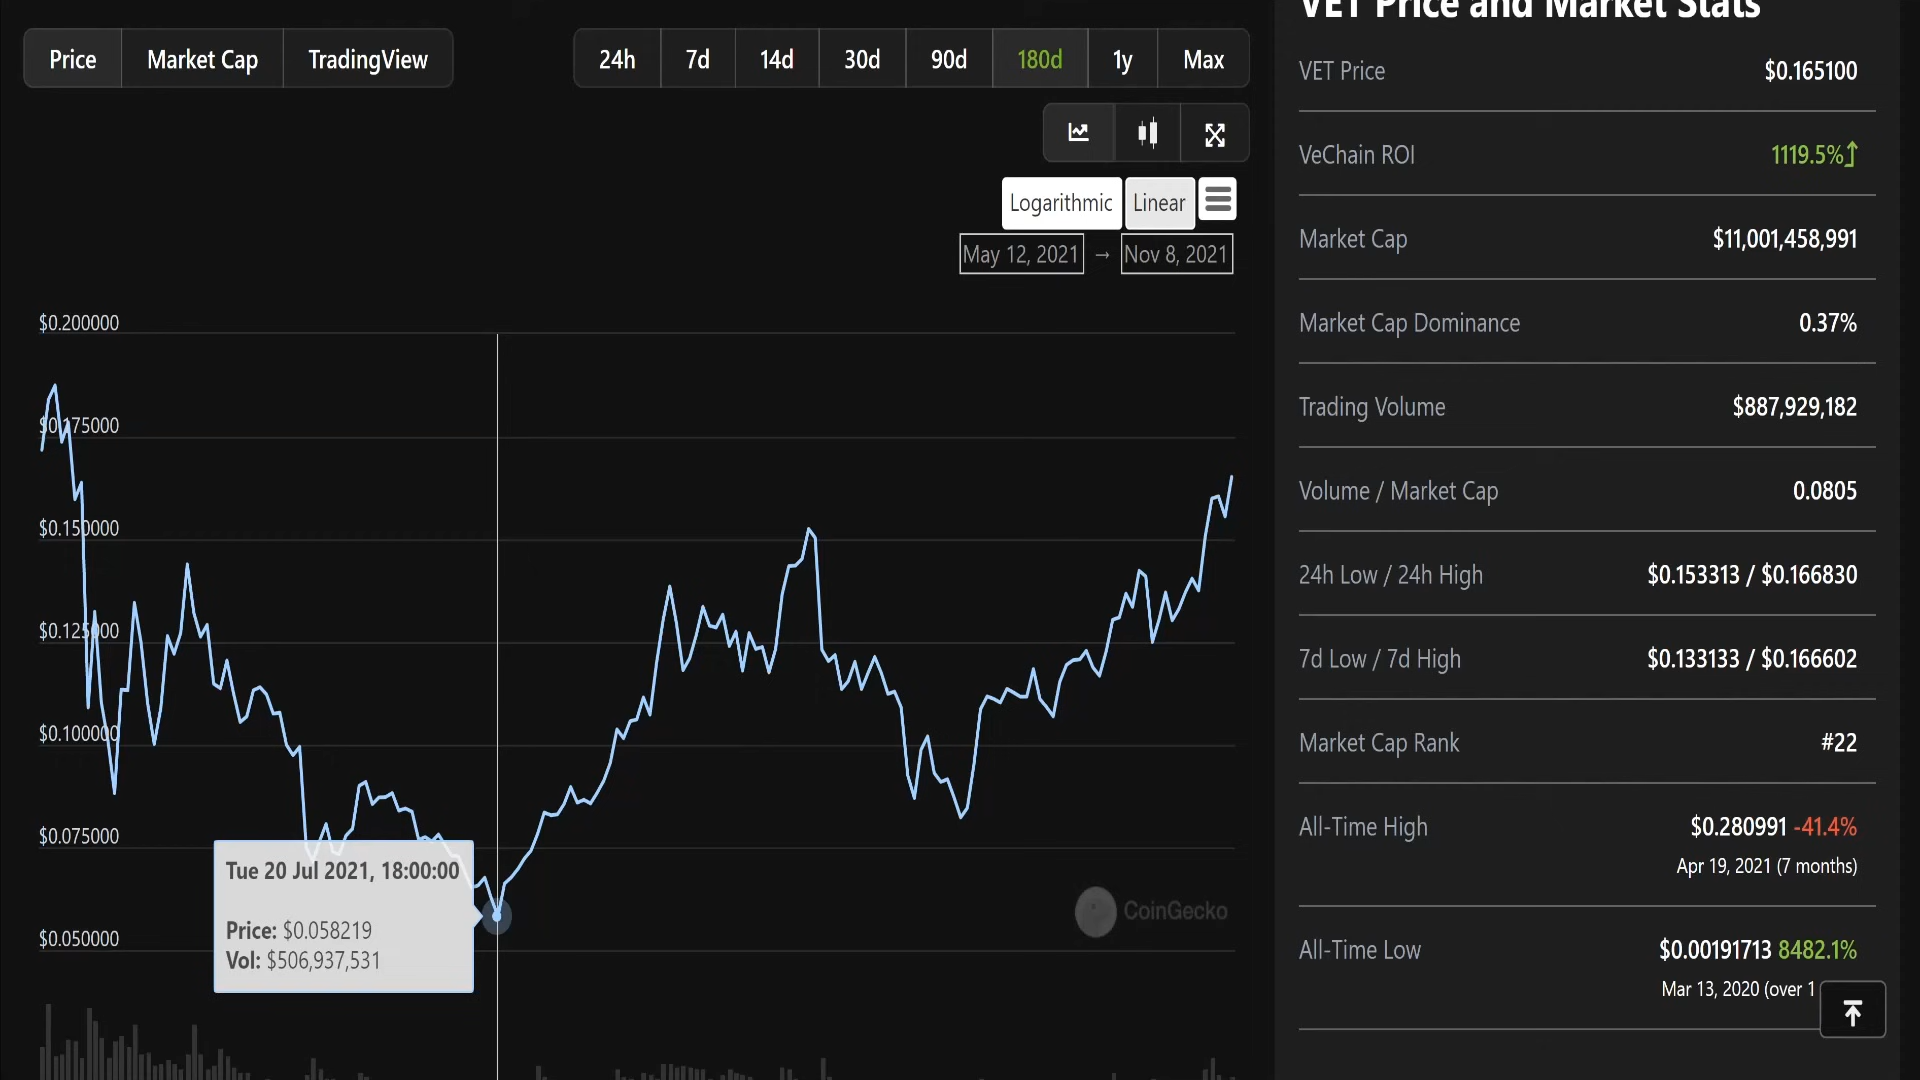 VET Price and Market Stats
Price
Market Cap
TradingView
24h
7d
14d
30d
90d
180d
1y
Max
Logarithmic
Linear
May 12, 2021 → Nov 8, 2021
$0.200000
$0.175000
$0.150000
$0.125000
$0.100000
$0.075000
$0.050000
Tue 20 Jul 2021, 18:00:00
Price: $0.058219
Vol: $506,937,531
CoinGecko
VET Price $0.165100
VeChain ROI 1119.5%
Market Cap $11,001,458,991
Market Cap Dominance 0.37%
Trading Volume $887,929,182
Volume / Market Cap 0.0805
24h Low / 24h High $0.153313 / $0.166830
7d Low / 7d High $0.133133 / $0.166602
Market Cap Rank #22
All-Time High $0.280991 -41.4%
Apr 19, 2021 (7 months)
All-Time Low $0.00191713 8482.1%
Mar 13, 2020 (over 1